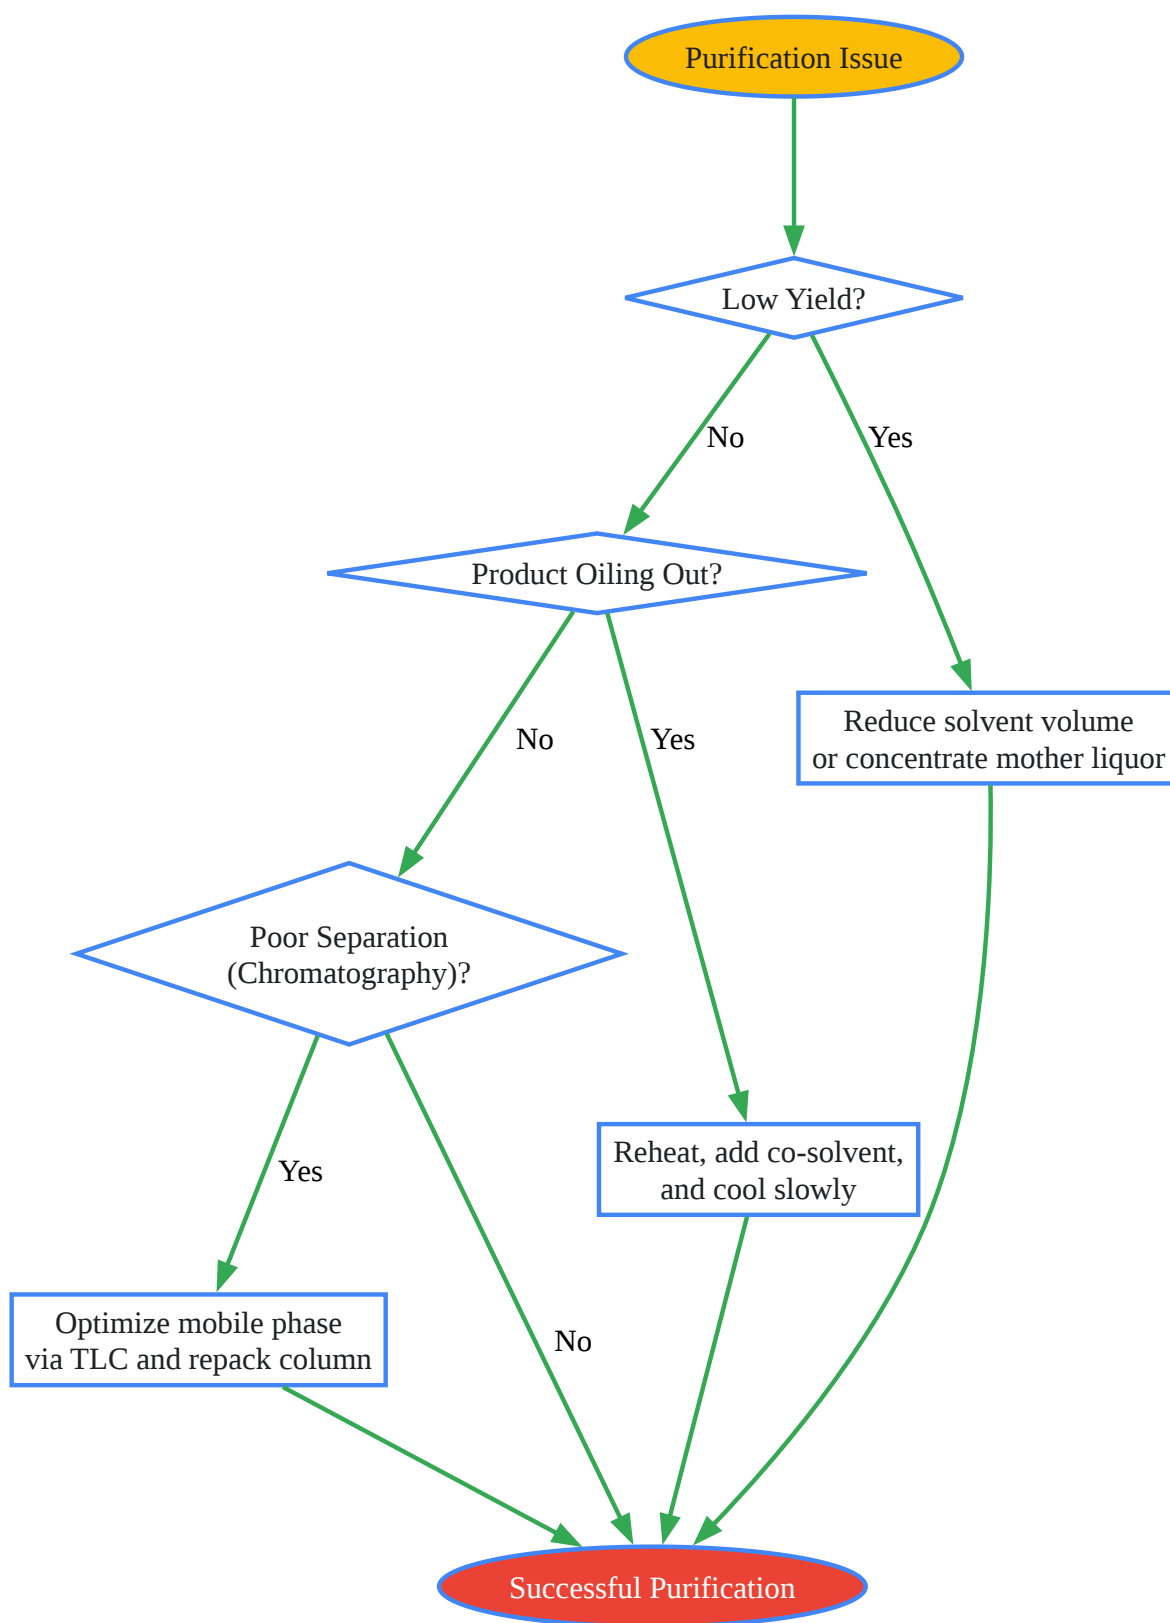 Purification Issue
Low Yield?
No
Yes
Product Oiling Out?
Reduce solvent volume
or concentrate mother liquor
No
Yes
Poor Separation
(Chromatography)?
Reheat, add co-solvent,
and cool slowly
Yes
No
Optimize mobile phase
via TLC and repack column
Successful Purification